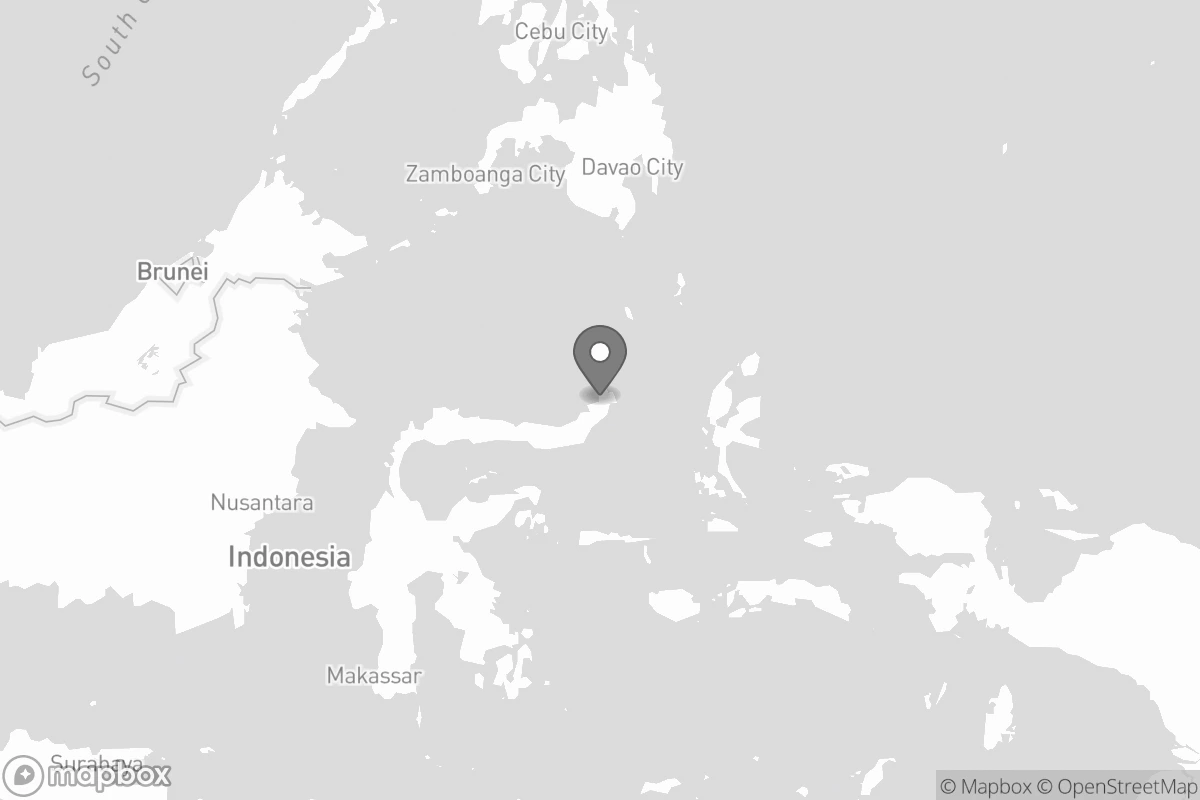 South
Cebu City
Zamboanga City
Davao City
Brunei
Nusantara
Indonesia
Makassar
Surabaya
mapbox
© Mapbox © OpenStreetMap